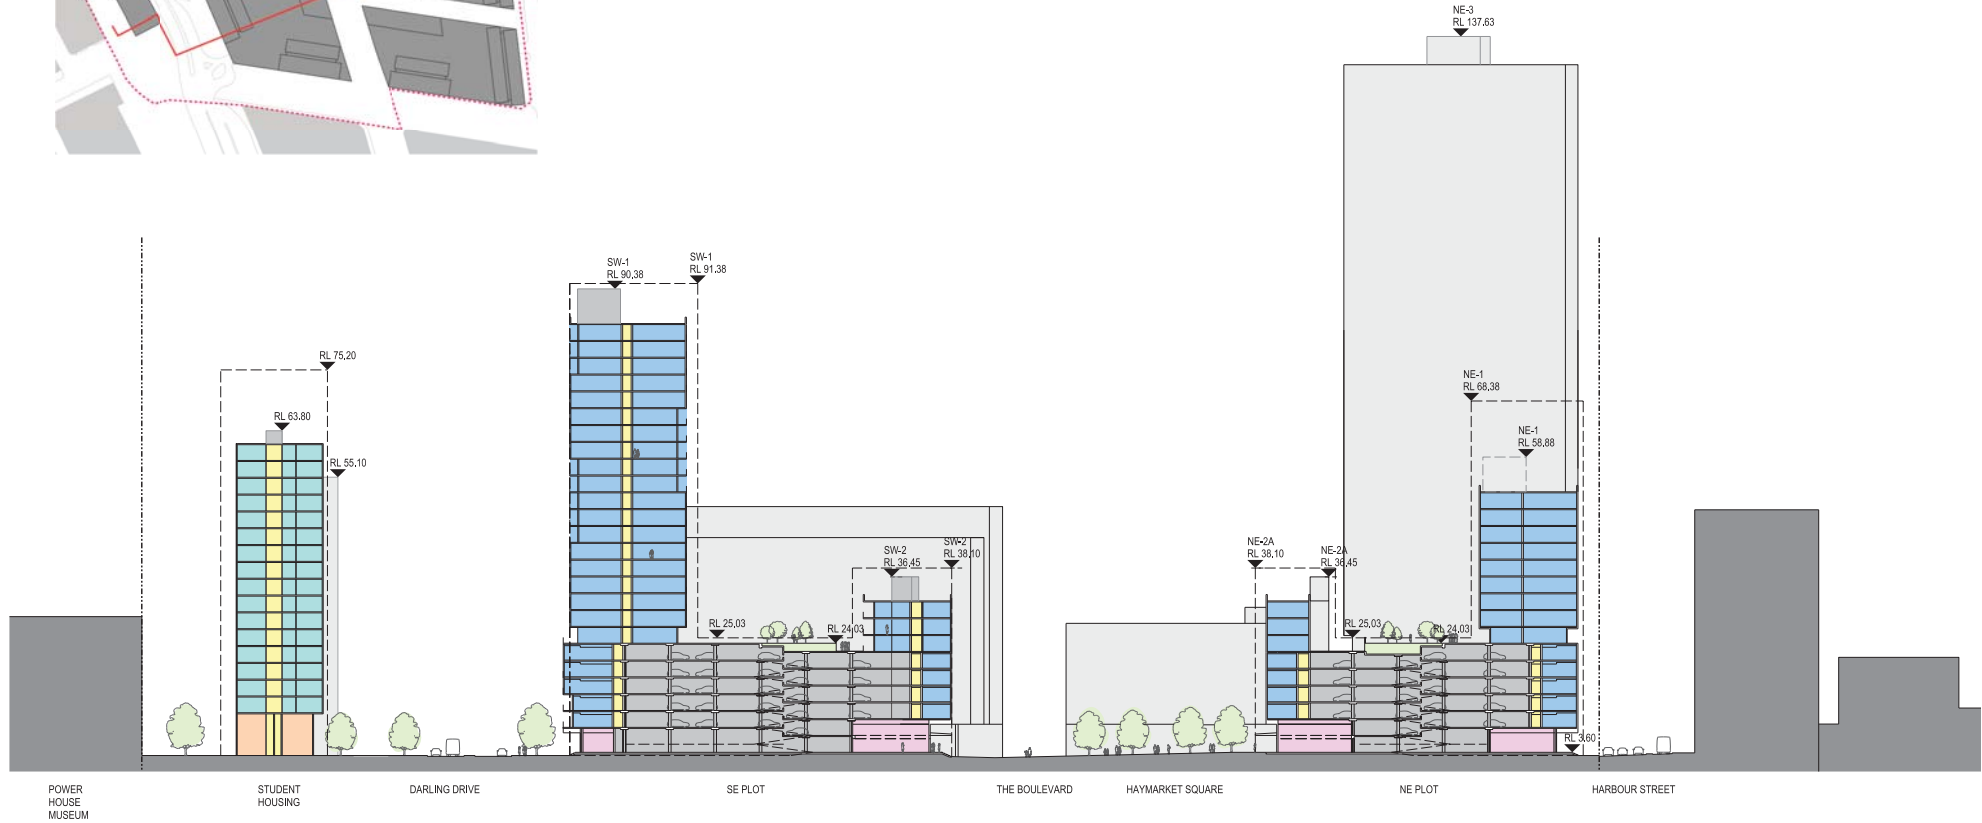 NE-3
RL 137.63
SW-1
RL 90.38
SW-1
RL 91.38
RL 75.20
RL 63.80
RL 55.10
NE-1
RL 68.38
NE-1
RL 58.88
SW-2
RL 36.45
SW-2
RL 38.10
NE-2A
RL 38.10
NE-2A
RL 36.45
RL 25.03
RL 24.03
RL 25.03
RL 24.03
RL 3.60
POWER
HOUSE
MUSEUM
STUDENT
HOUSING
DARLING DRIVE
SE PLOT
THE BOULEVARD
HAYMARKET SQUARE
NE PLOT
HARBOUR STREET